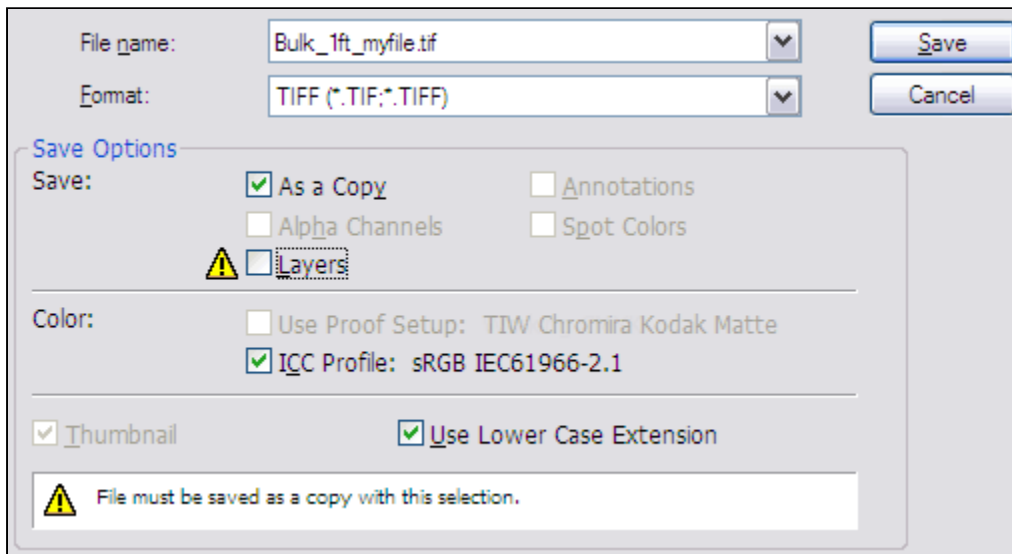 File name: Bulk_1ft_myfile.tif Save
Format: TIFF (*.TIF;*.TIFF) Cancel
Save Options
Save: As a Copy Annotations
Alpha Channels Spot Colors
Layers
Color: Use Proof Setup: TIW Chromira Kodak Matte
ICC Profile: sRGB IEC61966-2.1
Thumbnail Use Lower Case Extension
File must be saved as a copy with this selection.